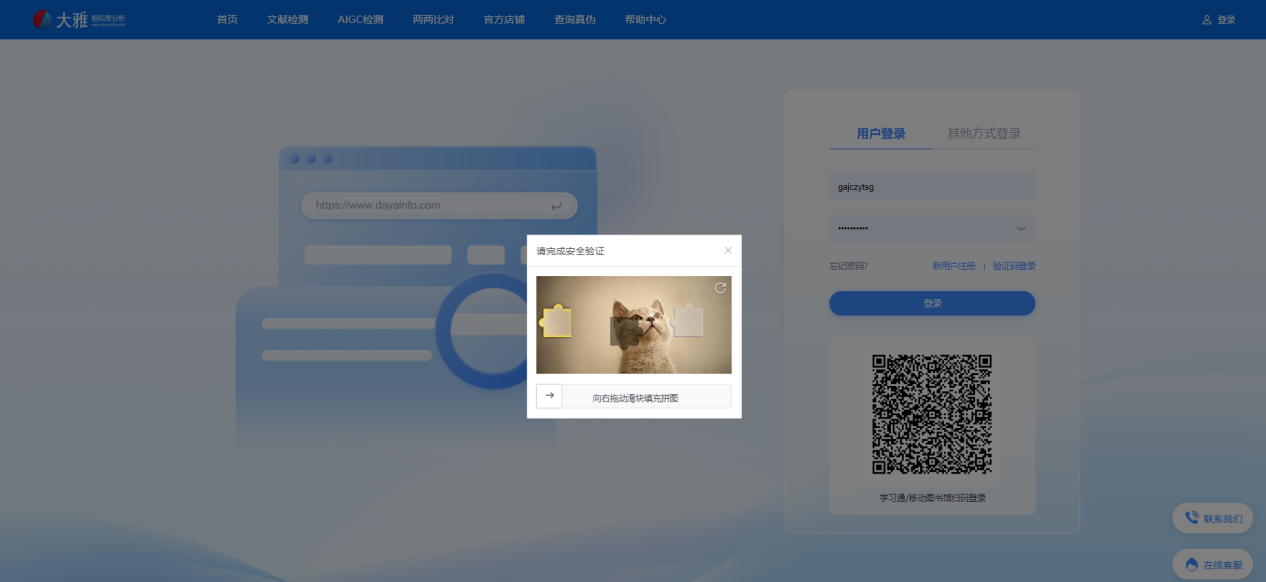 大雅 相似度分析
首页 文献检测 AIGC检测 两两比对 官方店铺 查询真伪 帮助中心 登录
https://www.dayainfo.com
请完成安全验证
向右拖动滑块填充拼图
用户登录 其他方式登录
gajczytsg
••••••••••
忘记密码? 新用户注册 | 验证码登录
登录
学习通/移动图书馆扫码登录
联系我们
在线客服